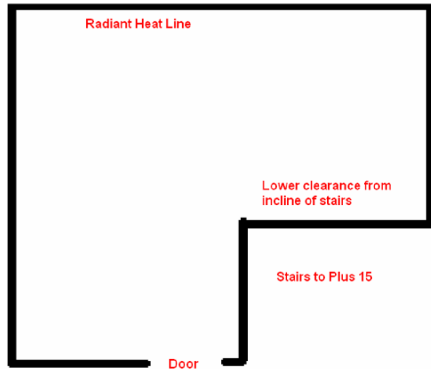 Radiant Heat Line
Lower clearance from
incline of stairs
Stairs to Plus 15
Door